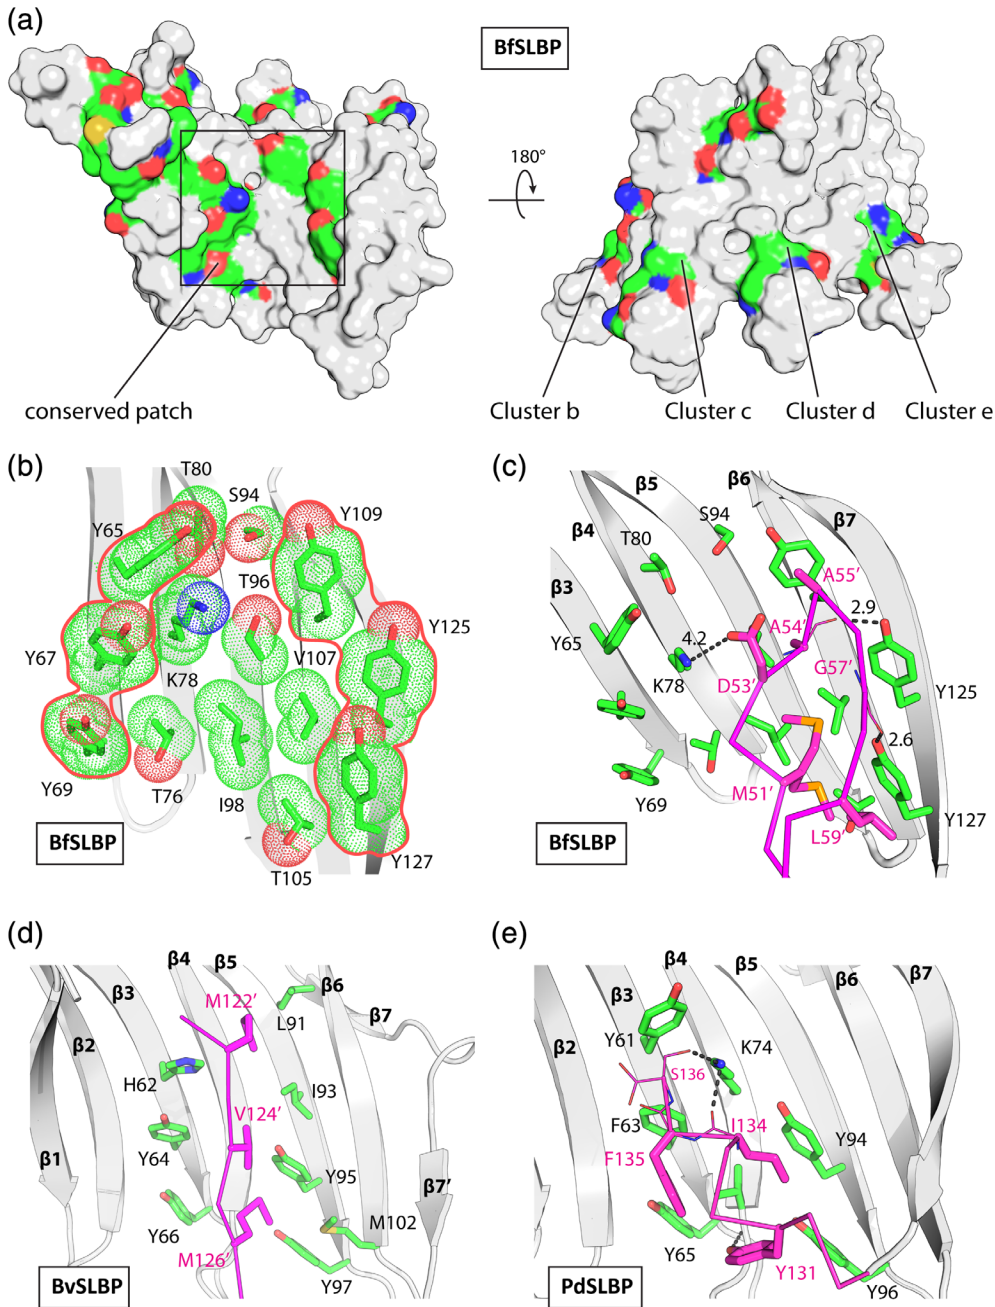 (a)
BfSLBP
180°
conserved patch
Cluster b
Cluster c
Cluster d
Cluster e
(b)
T80
S94
Y65
Y109
T96
Y67
Y125
V107
K78
Y69
T76
I98
BfSLBP
Y127
T105
(c)
β6
β5
S94
β7
β4
T80
A55′
β3
2.9
A54′
Y65
4.2
G57′
K78
D53′
Y125
2.6
M51′
Y69
Y127
L59′
BfSLBP
(d)
β4
β5
β3
M122′
β6
L91
β7
β2
H62
I93
V124′
Y64
β1
Y95
β7′
Y66
M102
M126
Y97
BvSLBP
(e)
β4
β5
β7
β3
β6
Y61
K74
β2
S136
F63
I134
Y94
F135
Y65
Y131
Y96
PdSLBP